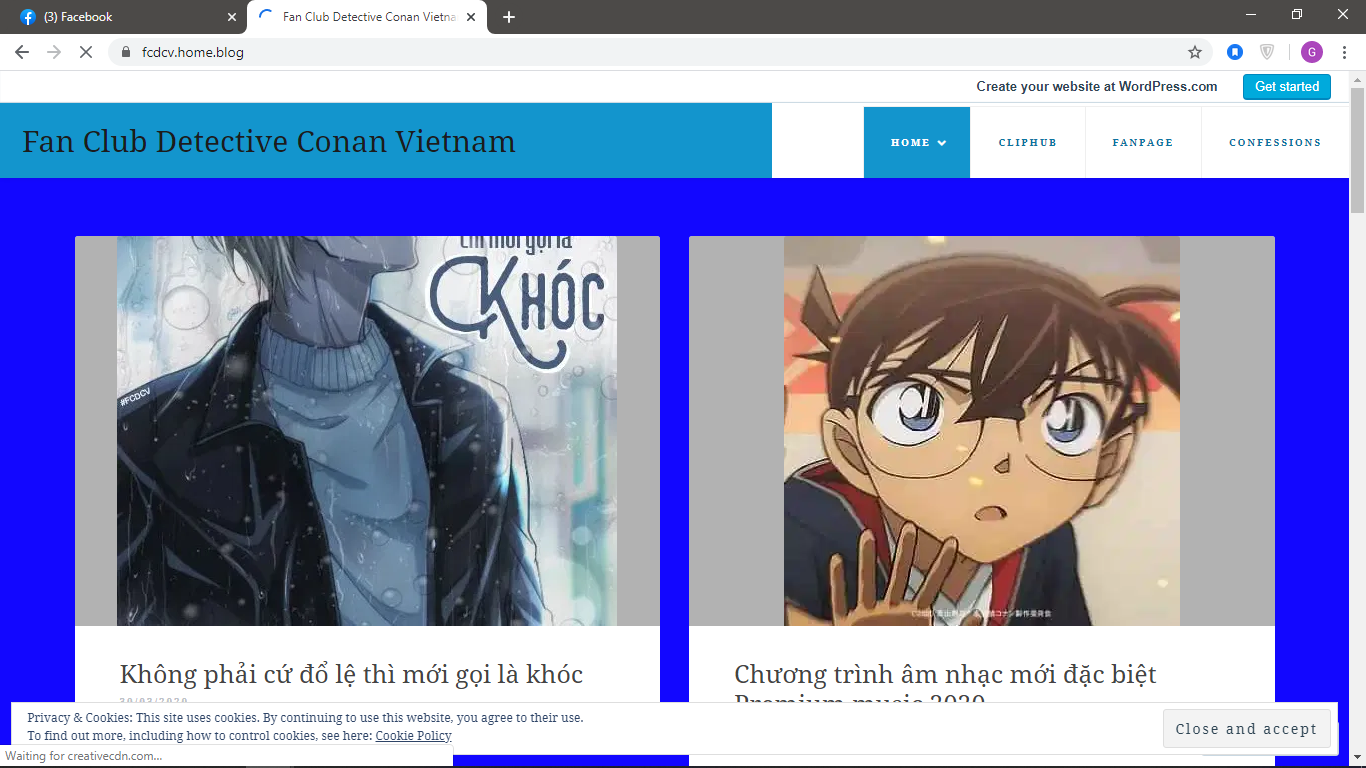 (3) Facebook
Fan Club Detective Conan Vietna
fcdcv.home.blog
G
Create your website at WordPress.com
Get started
Fan Club Detective Conan Vietnam
HOME
CLIPHUB
FANPAGE
CONFESSIONS
KHÓC
#FCDCV
Không phải cứ đổ lệ thì mới gọi là khóc
30/03/2020
Chương trình âm nhạc mới đặc biệt
Premium music 2020
Privacy & Cookies: This site uses cookies. By continuing to use this website, you agree to their use.
To find out more, including how to control cookies, see here: Cookie Policy
Close and accept
Waiting for creativecdn.com...